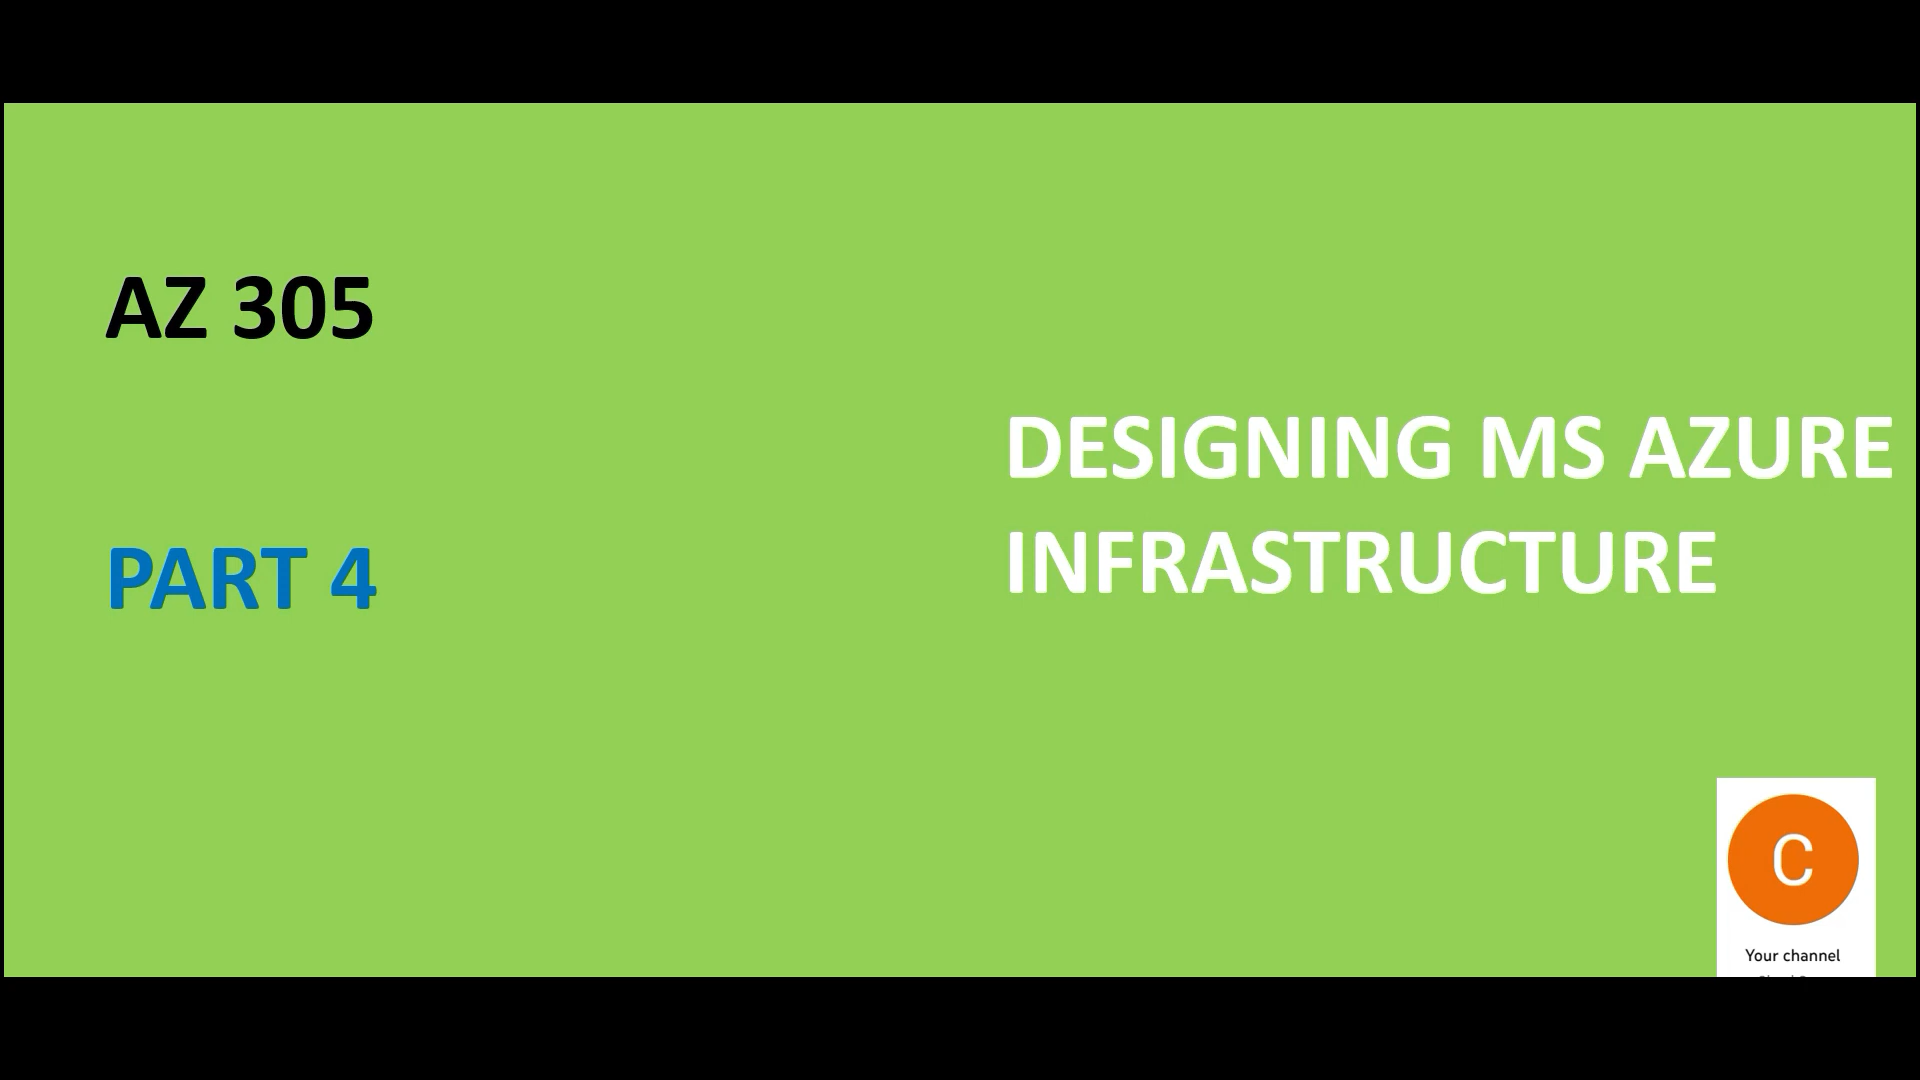 AZ 305
PART 4
DESIGNING MS AZURE
INFRASTRUCTURE
C
Your channel